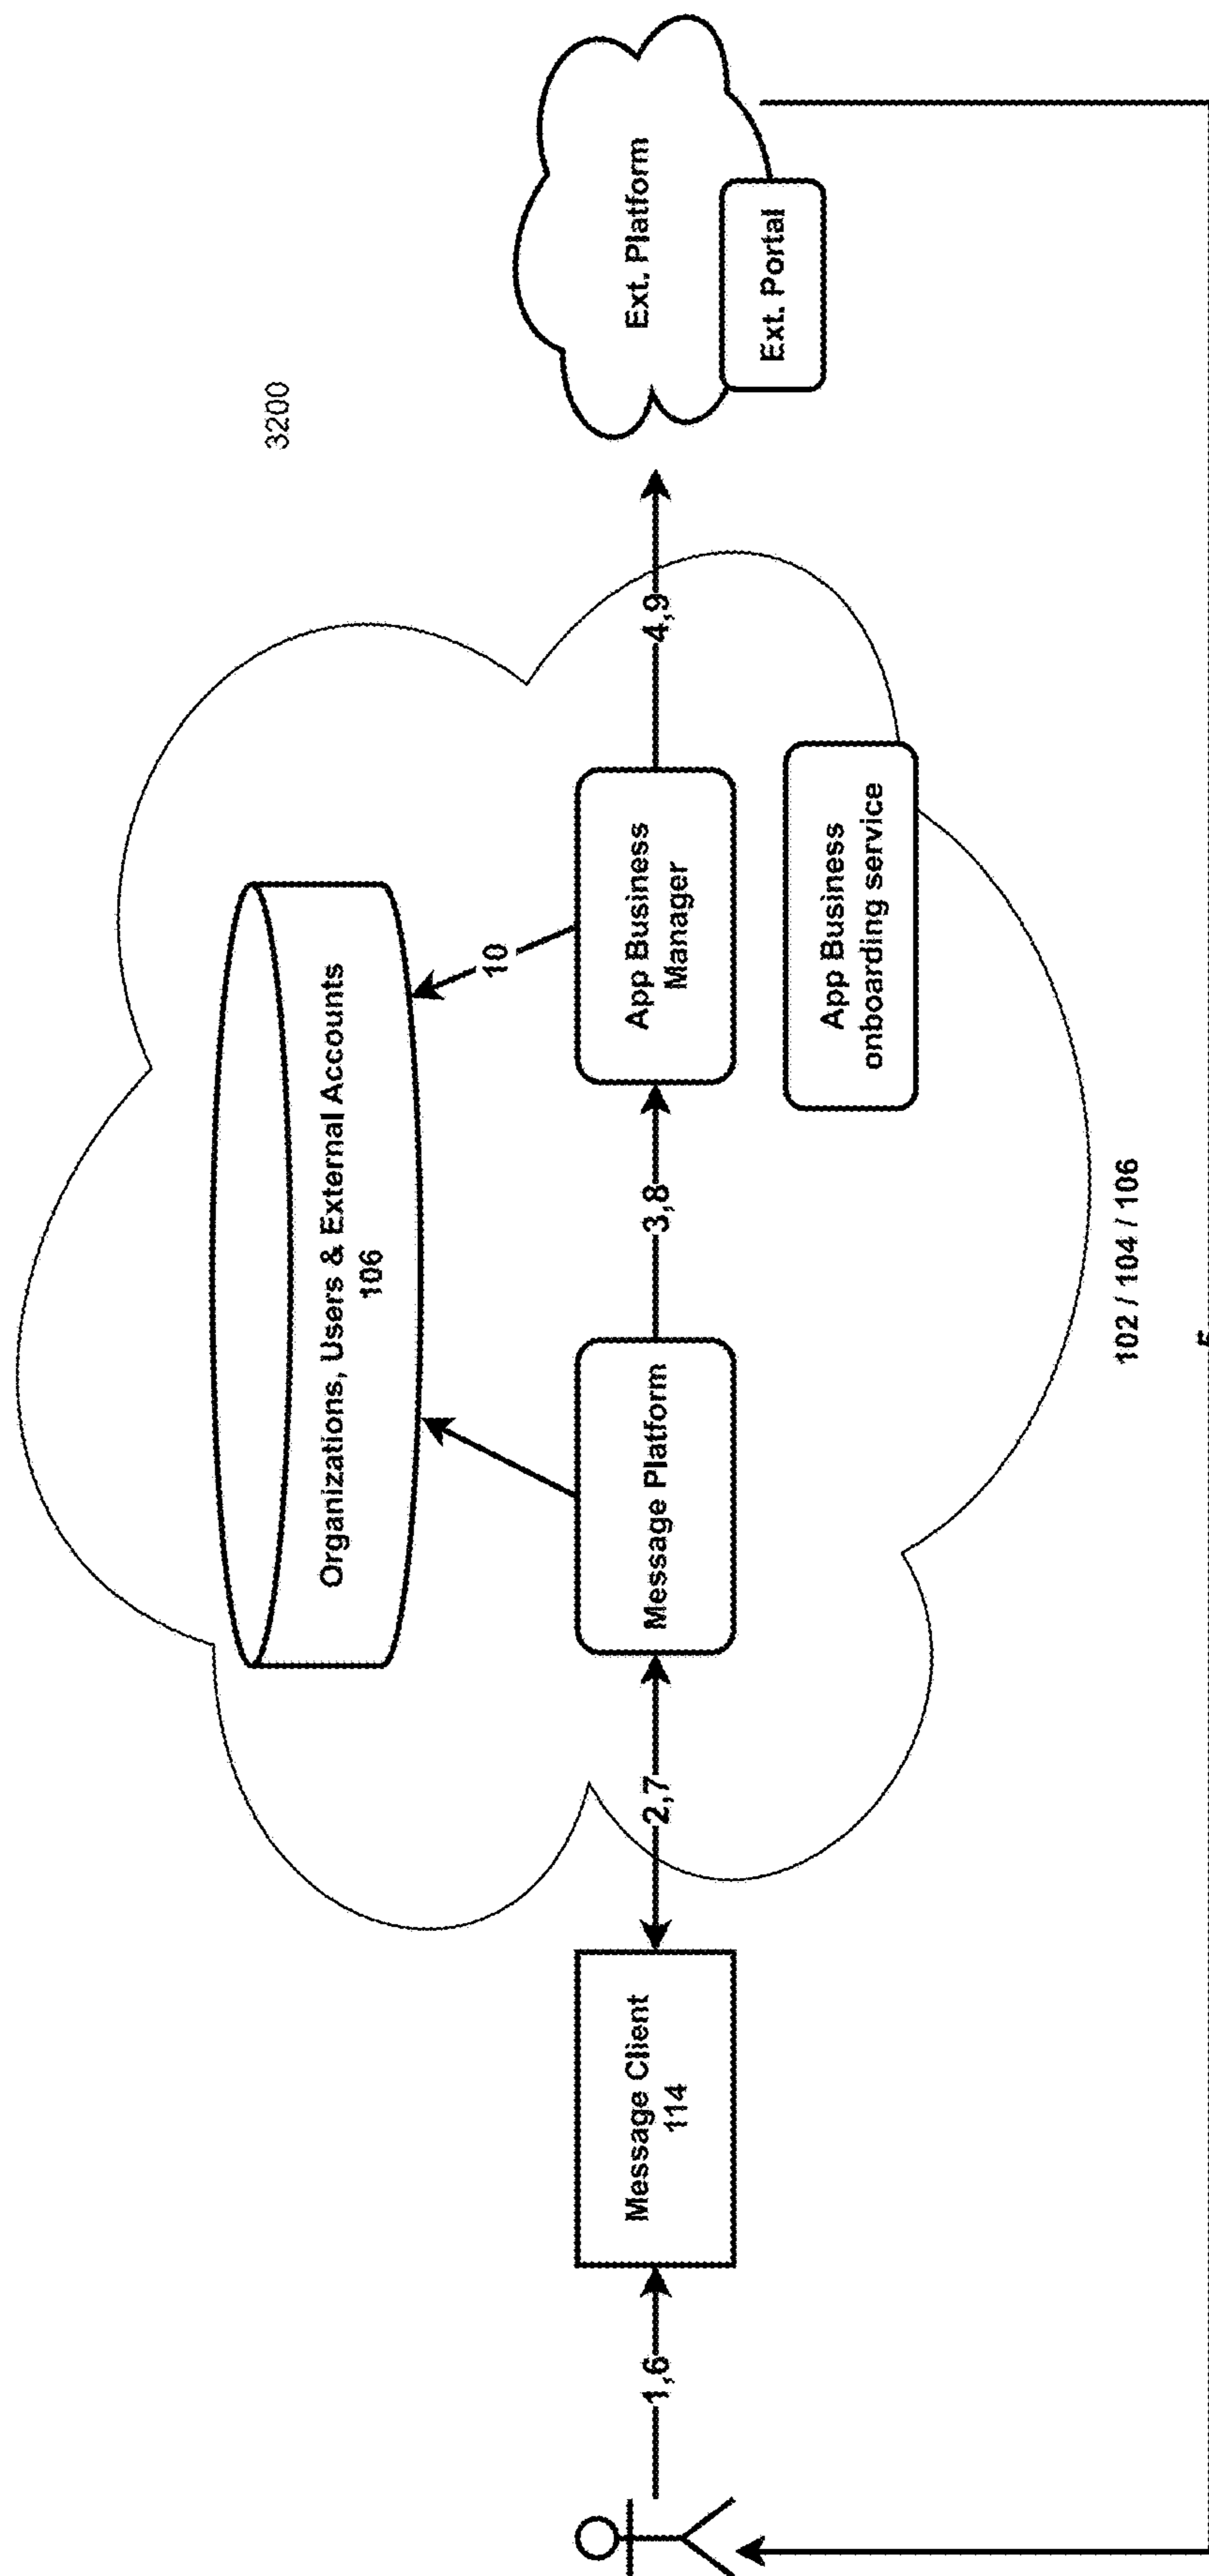 3200
Organizations, Users & External Accounts
106
10
1,6
Message Client
114
2,7
Message Platform
3,8
App Business
Manager
4,9
Ext. Platform
Ext. Portal
App Business
onboarding service
102 / 104 / 106